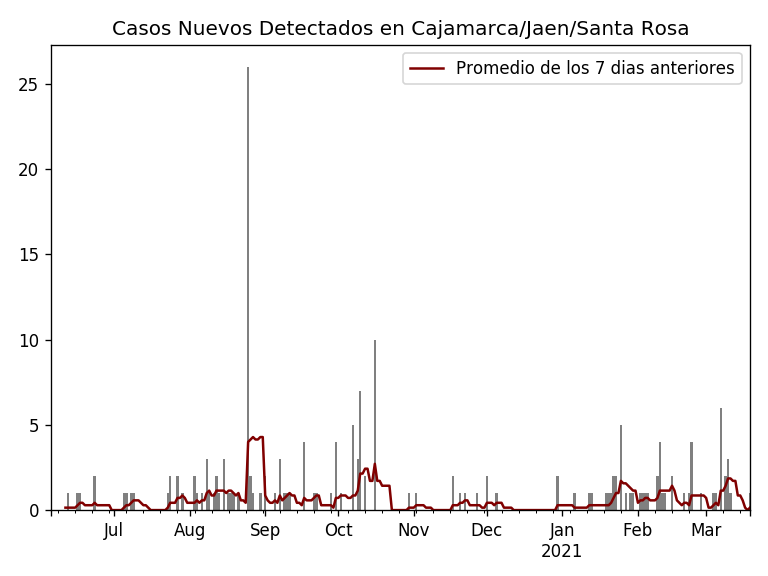 Casos Nuevos Detectados en Cajamarca/Jaen/Santa Rosa
Promedio de los 7 dias anteriores
25
20
15
10
5
0
Jul Aug Sep Oct Nov Dec Jan Feb Mar
2021